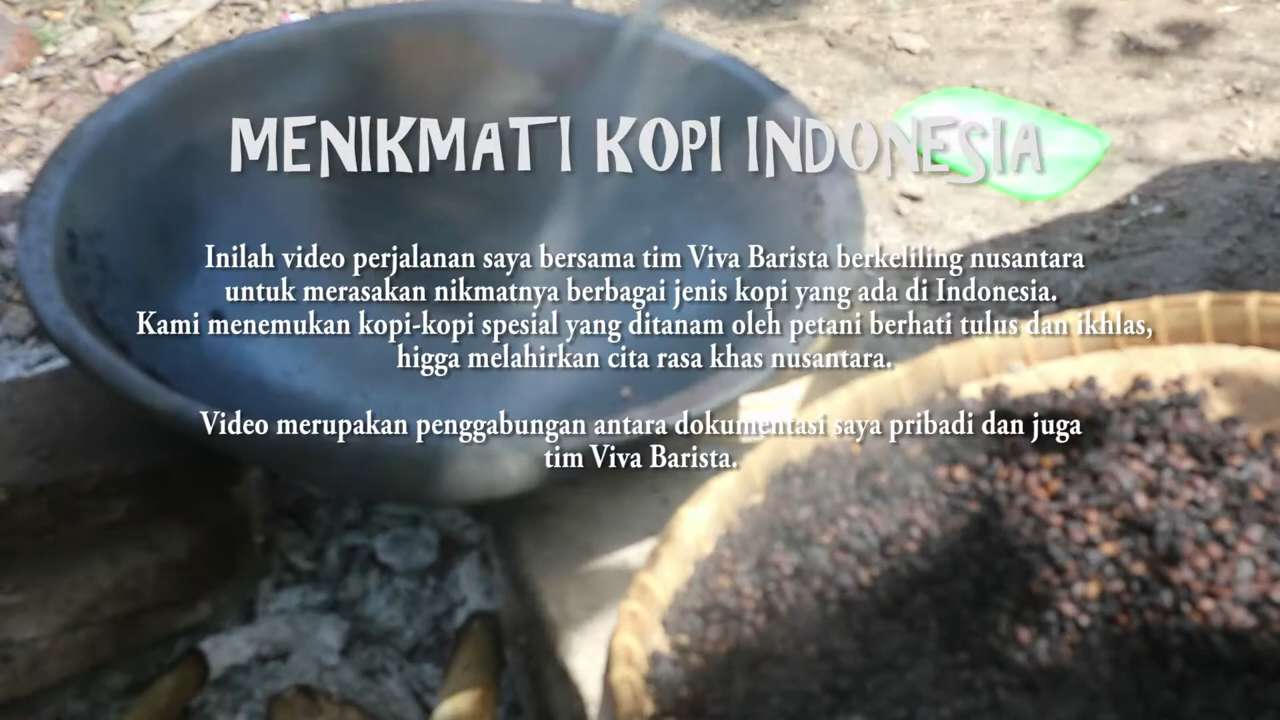 MENIKMATI KOPI INDONESIA
Inilah video perjalanan saya bersama tim Viva Barista berkeliling nusantara
untuk merasakan nikmatnya berbagai jenis kopi yang ada di Indonesia.
Kami menemukan kopi-kopi spesial yang ditanam oleh petani berhati tulus dan ikhlas,
higga melahirkan cita rasa khas nusantara.
Video merupakan penggabungan antara dokumentasi saya pribadi dan juga
tim Viva Barista.